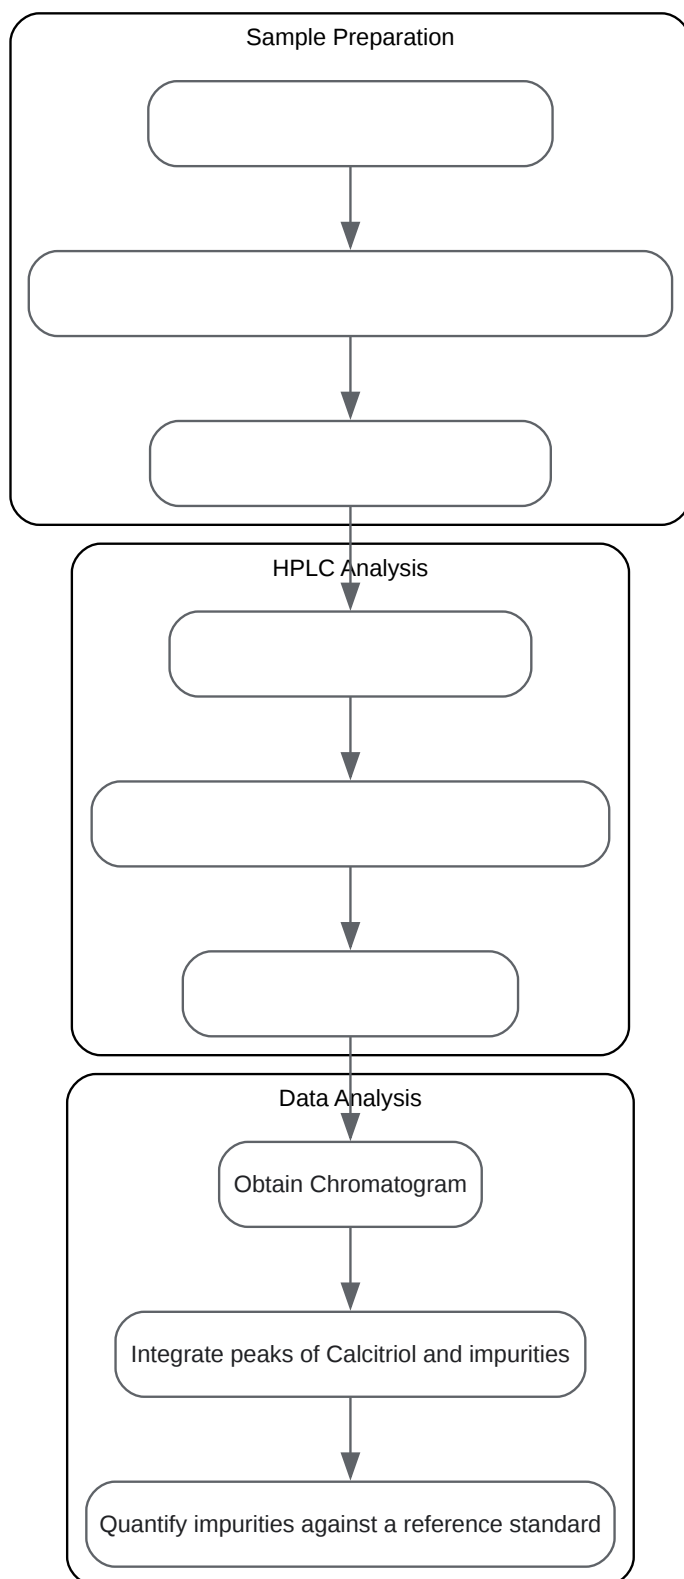 Sample Preparation
HPLC Analysis
Data Analysis
Obtain Chromatogram
Integrate peaks of Calcitriol and impurities
Quantify impurities against a reference standard